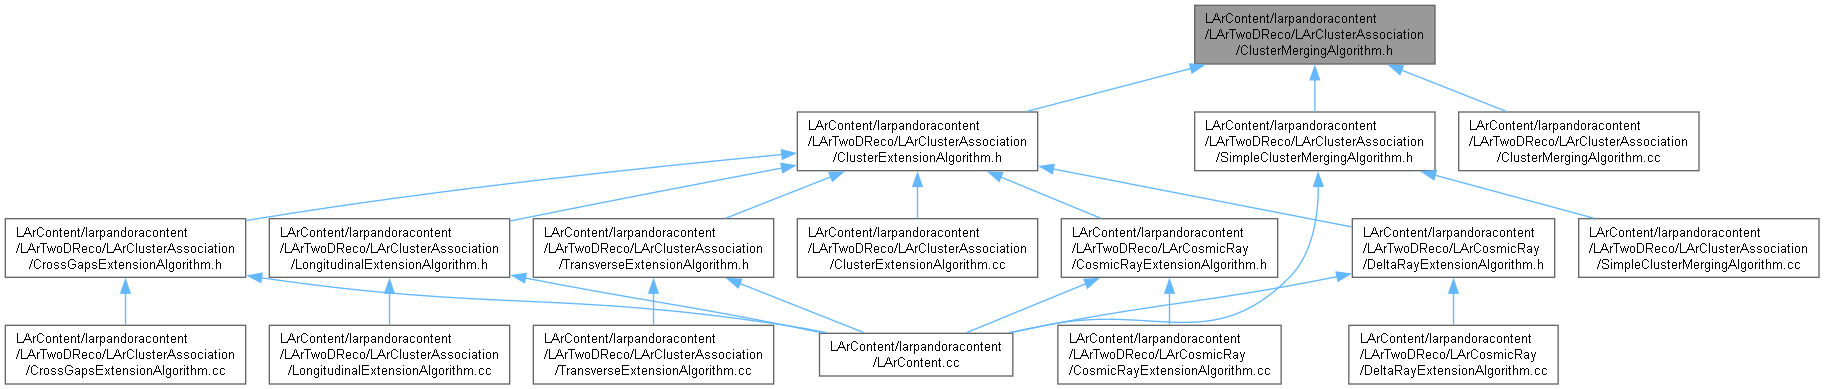 LArContent/larpandoracontent
/LArTwoDReco/LArClusterAssociation
/ClusterMergingAlgorithm.h
LArContent/larpandoracontent
/LArTwoDReco/LArClusterAssociation
/ClusterExtensionAlgorithm.h
LArContent/larpandoracontent
/LArTwoDReco/LArClusterAssociation
/SimpleClusterMergingAlgorithm.h
LArContent/larpandoracontent
/LArTwoDReco/LArClusterAssociation
/ClusterMergingAlgorithm.cc
LArContent/larpandoracontent
/LArTwoDReco/LArClusterAssociation
/CrossGapsExtensionAlgorithm.h
LArContent/larpandoracontent
/LArTwoDReco/LArClusterAssociation
/LongitudinalExtensionAlgorithm.h
LArContent/larpandoracontent
/LArTwoDReco/LArClusterAssociation
/TransverseExtensionAlgorithm.h
LArContent/larpandoracontent
/LArTwoDReco/LArClusterAssociation
/ClusterExtensionAlgorithm.cc
LArContent/larpandoracontent
/LArTwoDReco/LArCosmicRay
/CosmicRayExtensionAlgorithm.h
LArContent/larpandoracontent
/LArTwoDReco/LArCosmicRay
/DeltaRayExtensionAlgorithm.h
LArContent/larpandoracontent
/LArTwoDReco/LArClusterAssociation
/SimpleClusterMergingAlgorithm.cc
LArContent/larpandoracontent
/LArTwoDReco/LArClusterAssociation
/CrossGapsExtensionAlgorithm.cc
LArContent/larpandoracontent
/LArTwoDReco/LArClusterAssociation
/LongitudinalExtensionAlgorithm.cc
LArContent/larpandoracontent
/LArTwoDReco/LArClusterAssociation
/TransverseExtensionAlgorithm.cc
LArContent/larpandoracontent
/LArContent.cc
LArContent/larpandoracontent
/LArTwoDReco/LArCosmicRay
/CosmicRayExtensionAlgorithm.cc
LArContent/larpandoracontent
/LArTwoDReco/LArCosmicRay
/DeltaRayExtensionAlgorithm.cc